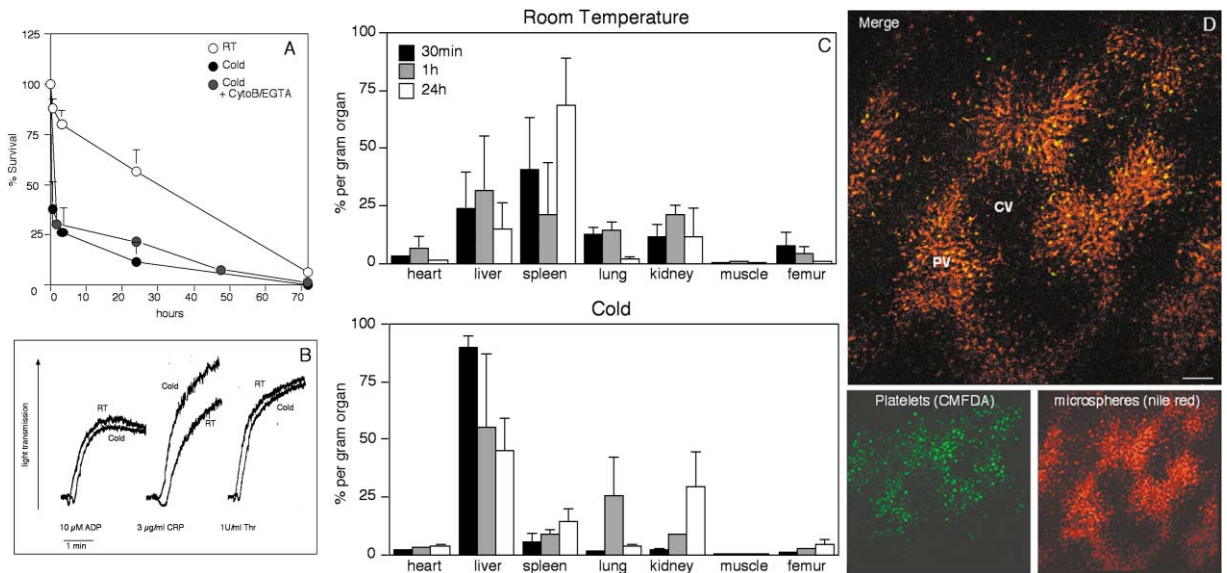 A
RT
Cold
Cold
+ CytoB/EGTA
% Survival
100
75
50
25
0
0 10 20 30 40 50 60 70
hours
B
light transmission
RT
Cold
Cold
RT
RT
Cold
10 µM ADP
3 µg/ml CRP
1U/ml Thr
1 min
Room Temperature
C
30min
1h
24h
% per gram organ
100
75
50
25
0
heart liver spleen lung kidney muscle femur
Cold
% per gram organ
100
75
50
25
0
heart liver spleen lung kidney muscle femur
Merge
D
CV
PV
Platelets (CMFDA)
microspheres (nile red)